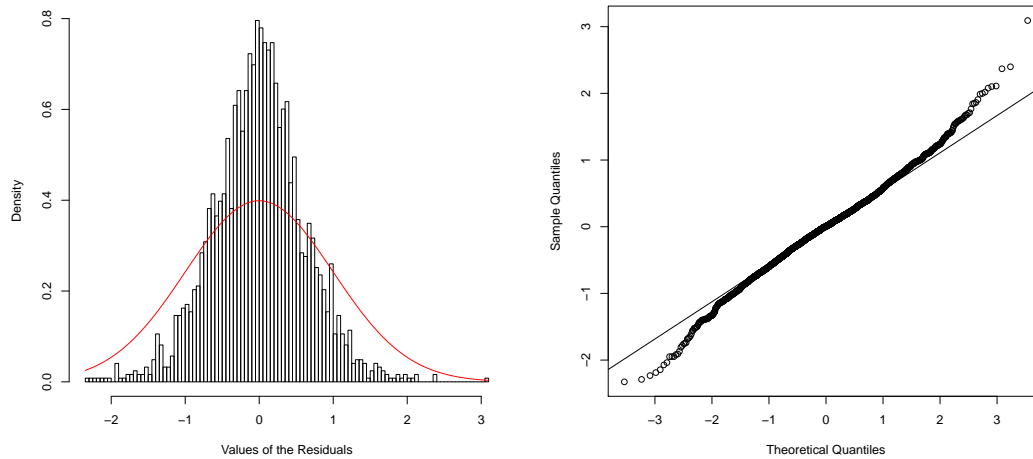 0.8
0.6
0.4
0.2
0.0
Density
−2 −1 0 1 2 3
Values of the Residuals
3
2
1
0
−1
−2
Sample Quantiles
−3 −2 −1 0 1 2 3
Theoretical Quantiles